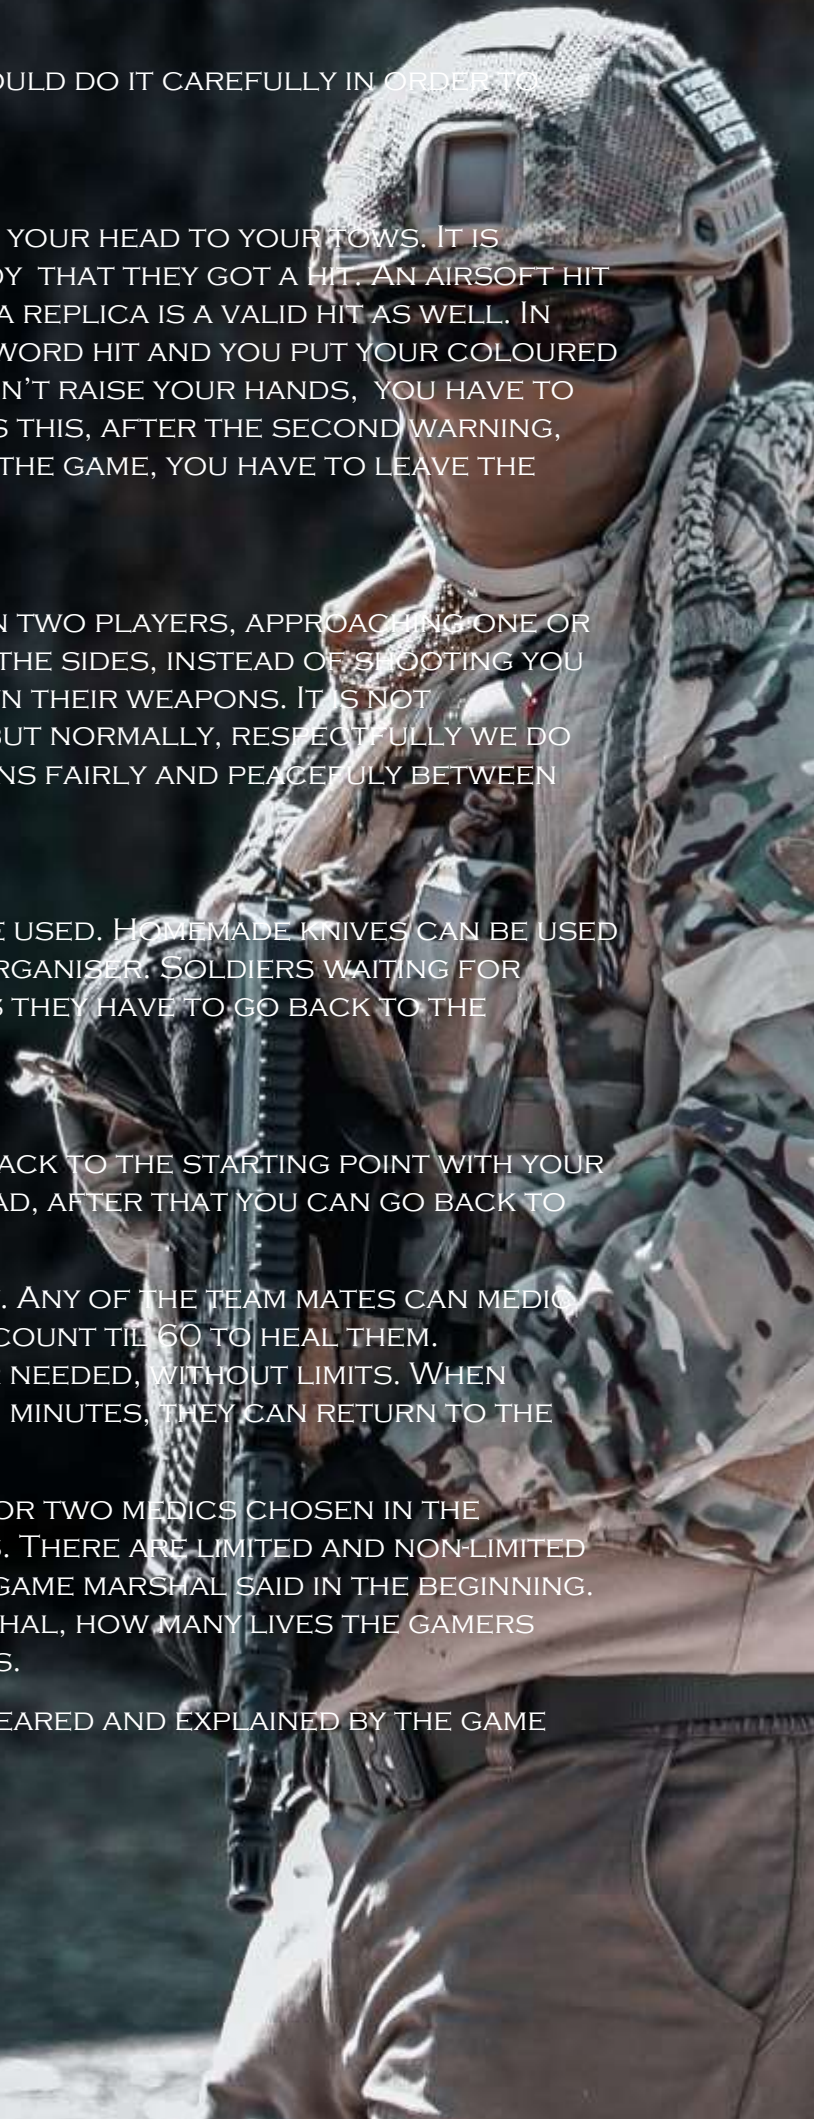 OULD DO IT CAREFULLY IN ORDER TO
YOUR HEAD TO YOUR TOWS. IT IS
DY THAT THEY GOT A HIT. AN AIRSOFT HIT
A REPLICA IS A VALID HIT AS WELL. IN
WORD HIT AND YOU PUT YOUR COLOURED
N'T RAISE YOUR HANDS, YOU HAVE TO
S THIS, AFTER THE SECOND WARNING,
THE GAME, YOU HAVE TO LEAVE THE
N TWO PLAYERS, APPROACHING ONE OR
THE SIDES, INSTEAD OF SHOOTING YOU
WN THEIR WEAPONS. IT IS NOT
BUT NORMALLY, RESPECTFULLY WE DO
NS FAIRLY AND PEACEFULY BETWEEN
E USED. HOMEMADE KNIVES CAN BE USED
RGANISER. SOLDIERS WAITING FOR
S THEY HAVE TO GO BACK TO THE
ACK TO THE STARTING POINT WITH YOUR
AD, AFTER THAT YOU CAN GO BACK TO
. ANY OF THE TEAM MATES CAN MEDIC,
COUNT TIL 60 TO HEAL THEM.
R NEEDED, WITHOUT LIMITS. WHEN
MINUTES, THEY CAN RETURN TO THE
OR TWO MEDICS CHOSEN IN THE
S. THERE ARE LIMITED AND NON-LIMITED
GAME MARSHAL SAID IN THE BEGINNING.
HAL, HOW MANY LIVES THE GAMERS
S.
EARED AND EXPLAINED BY THE GAME